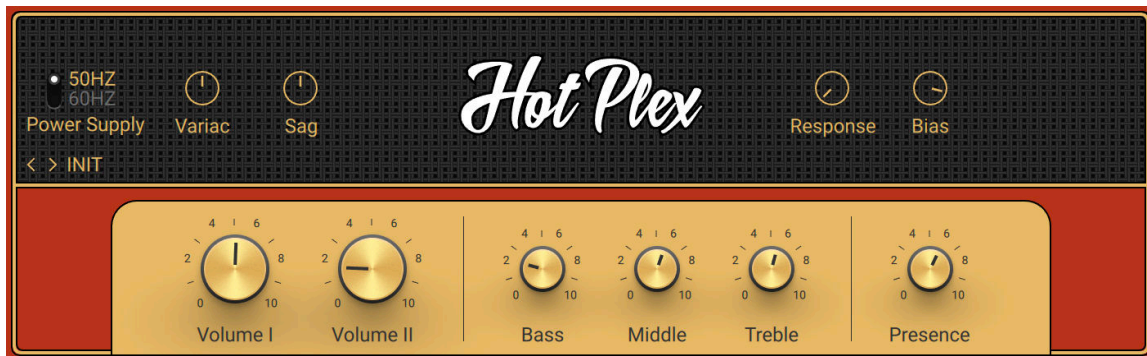 50HZ
60HZ
Power Supply
Variac
Sag
Hot Plex
Response
Bias
< > INIT
0 2 4 6 8 10
Volume I
0 2 4 6 8 10
Volume II
0 2 4 6 8 10
Bass
0 2 4 6 8 10
Middle
0 2 4 6 8 10
Treble
0 2 4 6 8 10
Presence